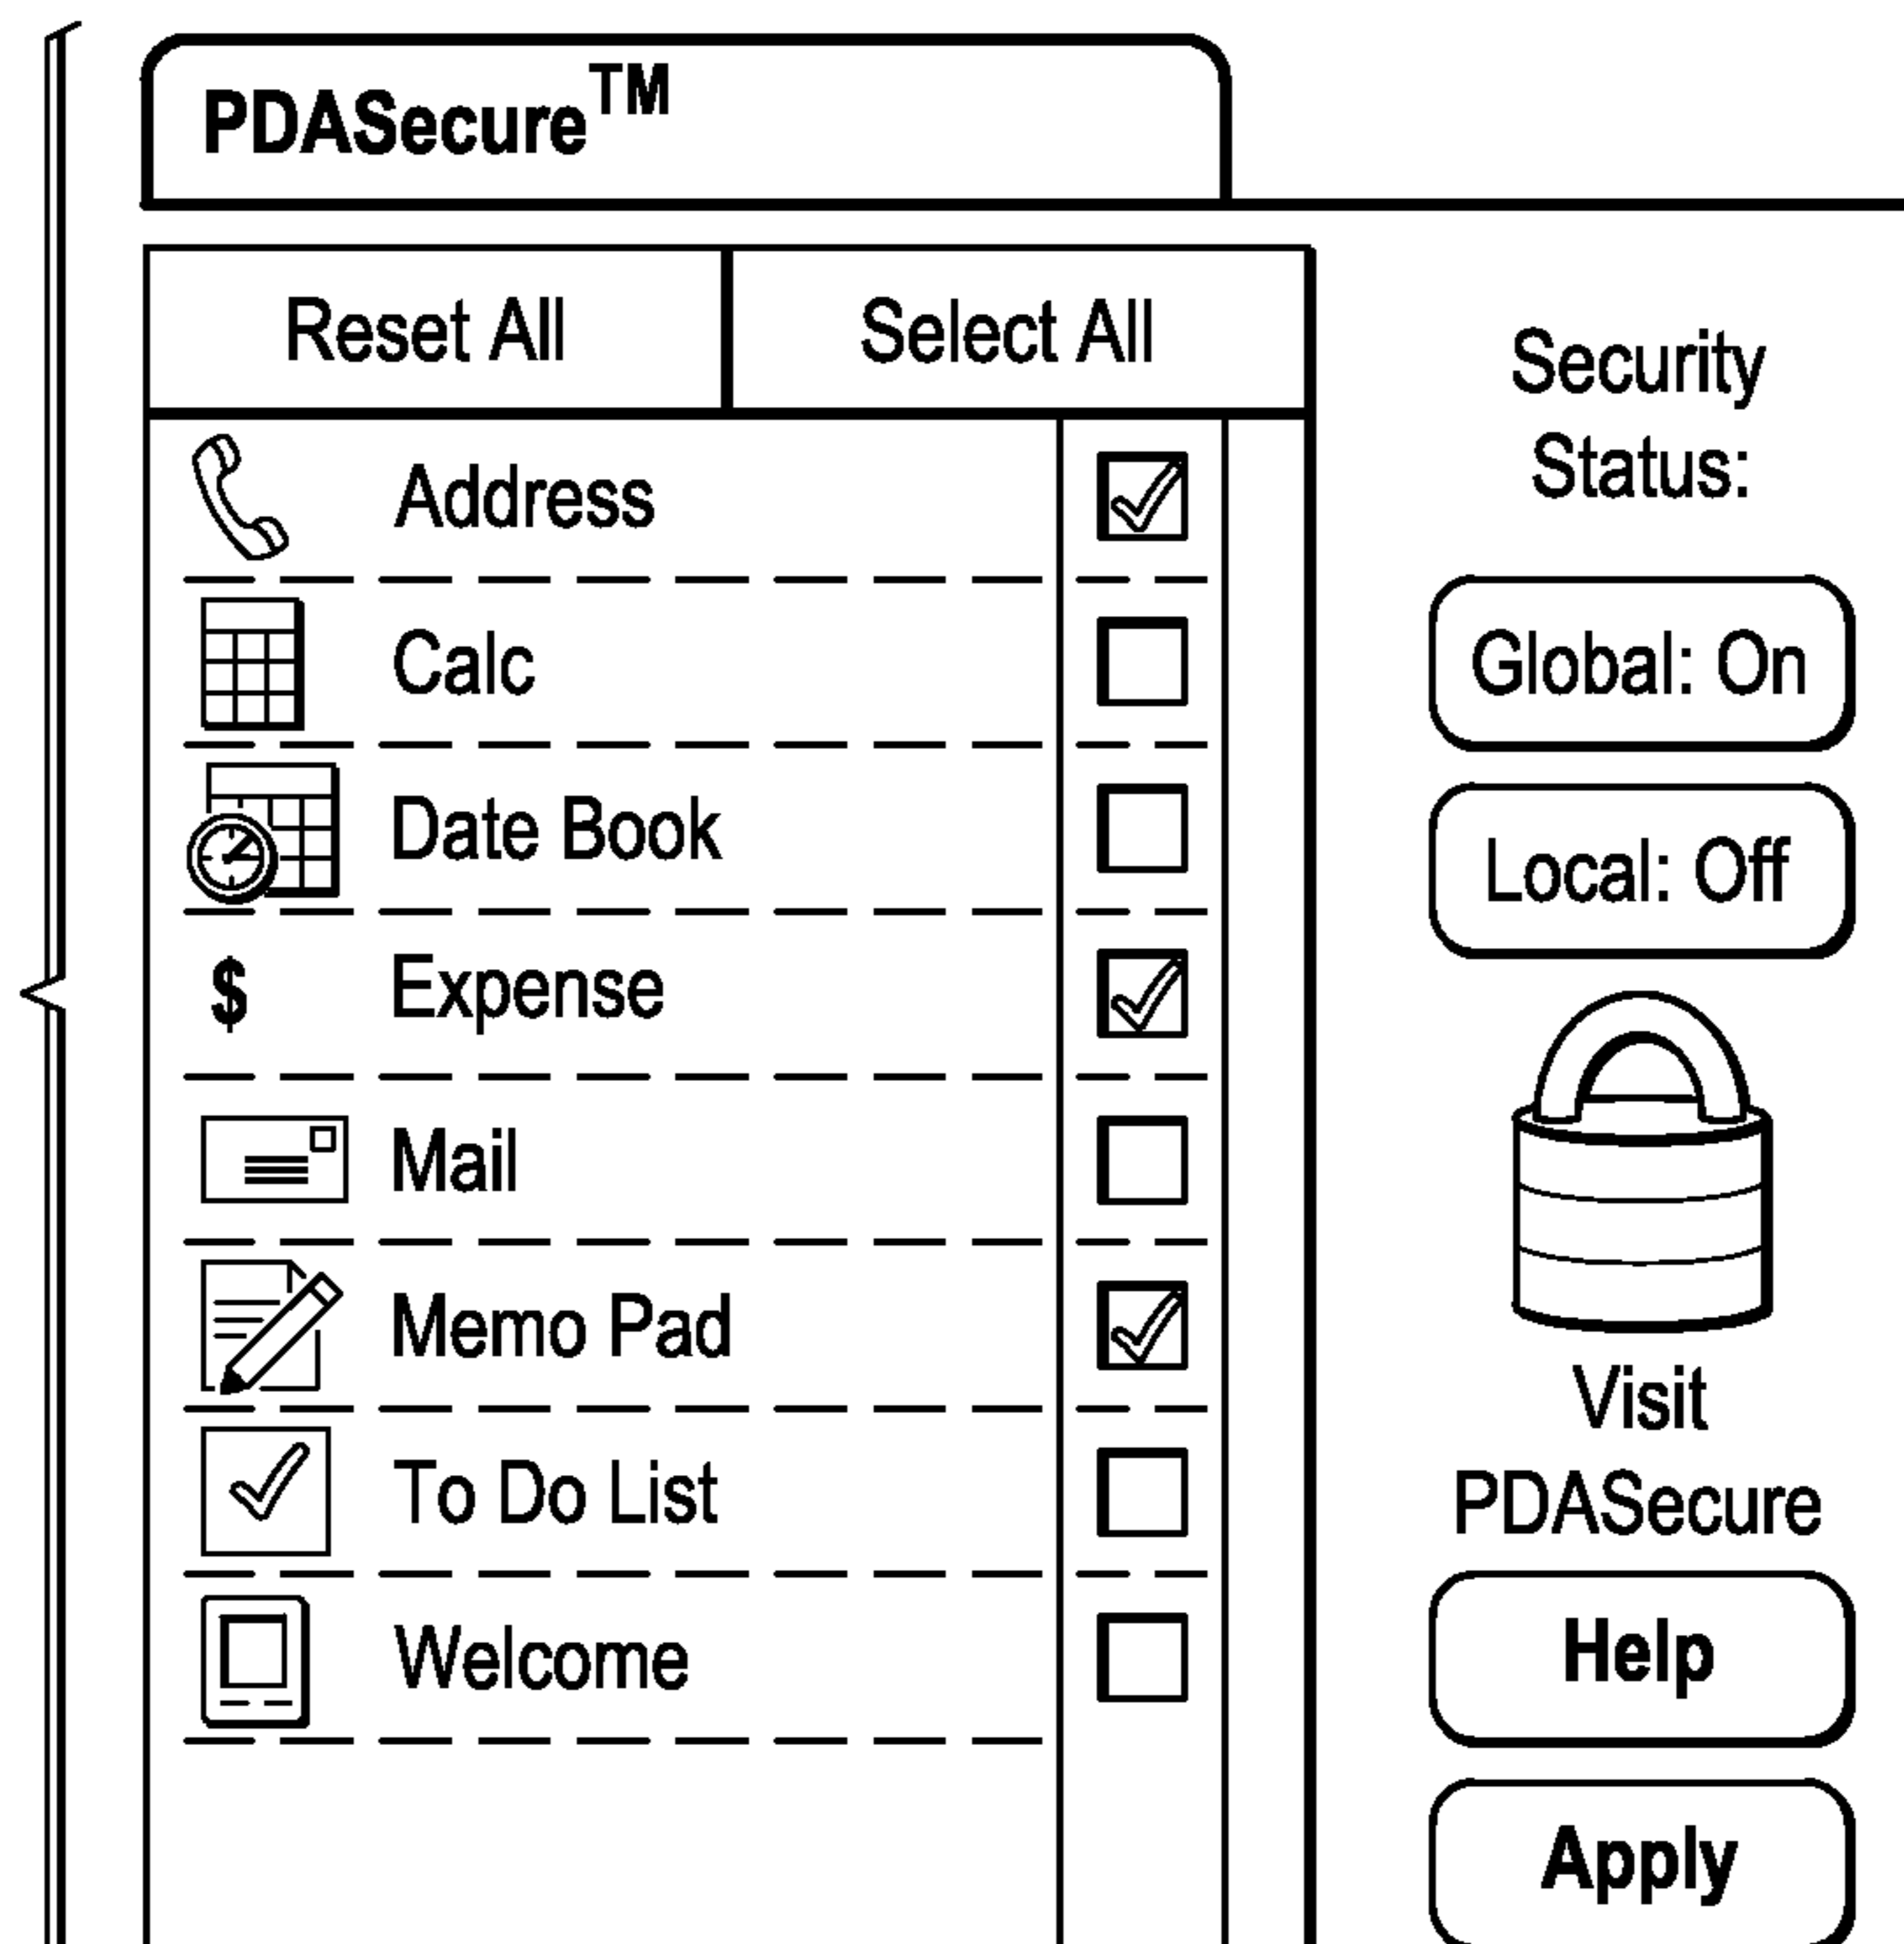 PDASecure™
Reset All
Select All
Address
Calc
Date Book
$ Expense
Mail
Memo Pad
To Do List
Welcome
Security
Status:
Global: On
Local: Off
Visit
PDASecure
Help
Apply